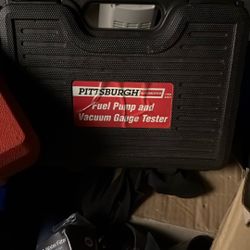 PITTSBURGH
Fuel Pump and
Vacuum Gauge Tester